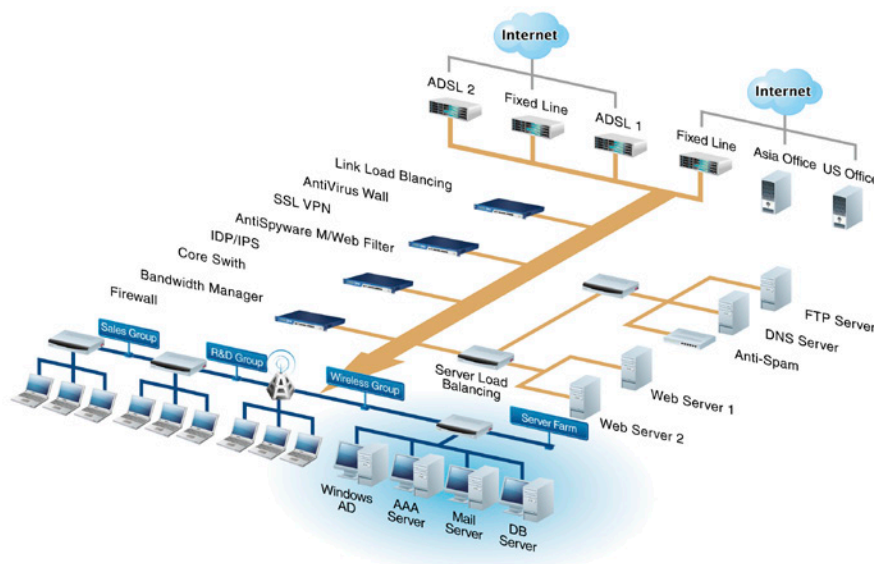 Internet
ADSL 2
Fixed Line
ADSL 1
Internet
Fixed Line
Asia Office
US Office
Link Load Blancing
AntiVirus Wall
SSL VPN
AntiSpyware M/Web Filter
IDP/IPS
Core Swith
Bandwidth Manager
Firewall
FTP Server
DNS Server
Anti-Spam
Sales Group
R&D Group
Wireless Group
Server Load
Balancing
Web Server 1
Web Server 2
Server Farm
Windows
AD
AAA
Server
Mail
Server
DB
Server